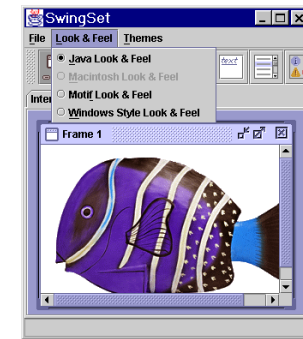 SwingSet
File Look & Feel Themes
Java Look & Feel
Macintosh Look & Feel
Motif Look & Feel
Windows Style Look & Feel
text
Inter
Frame 1